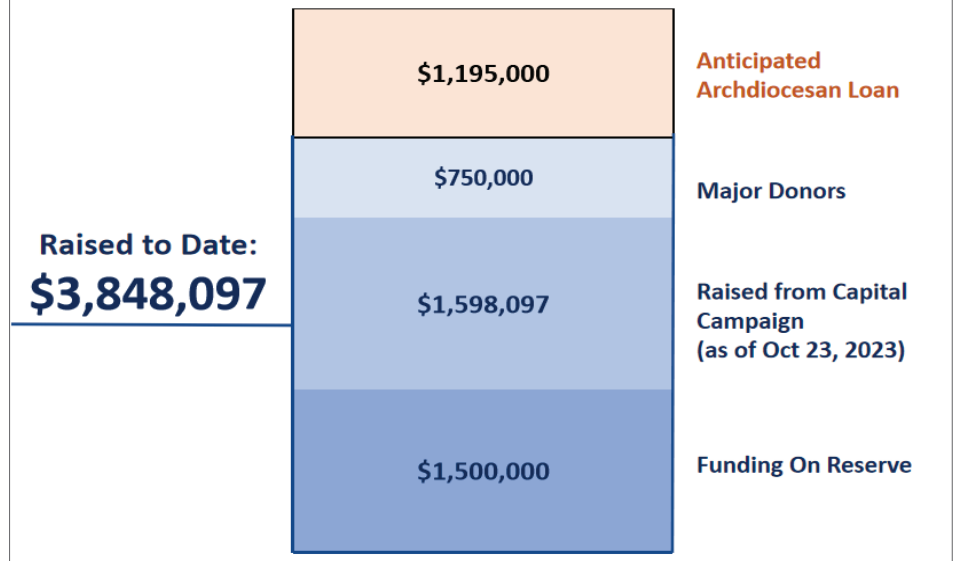 $1,195,000
Anticipated
Archdiocesan Loan
$750,000
Major Donors
Raised to Date:
$3,848,097
$1,598,097
Raised from Capital
Campaign
(as of Oct 23, 2023)
$1,500,000
Funding On Reserve